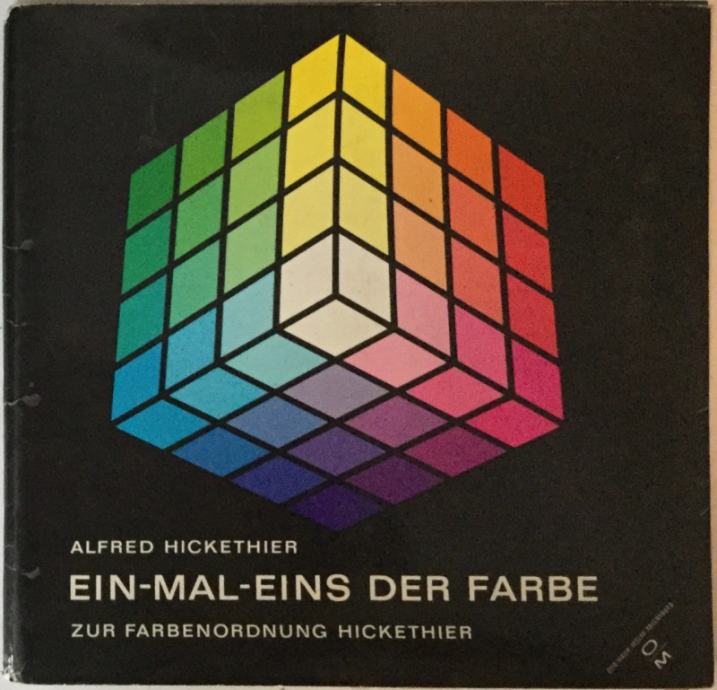 ALFRED HICKETHIER
EIN-MAL-EINS DER FARBE
ZUR FARBENORDNUNG HICKETHIER
O
M